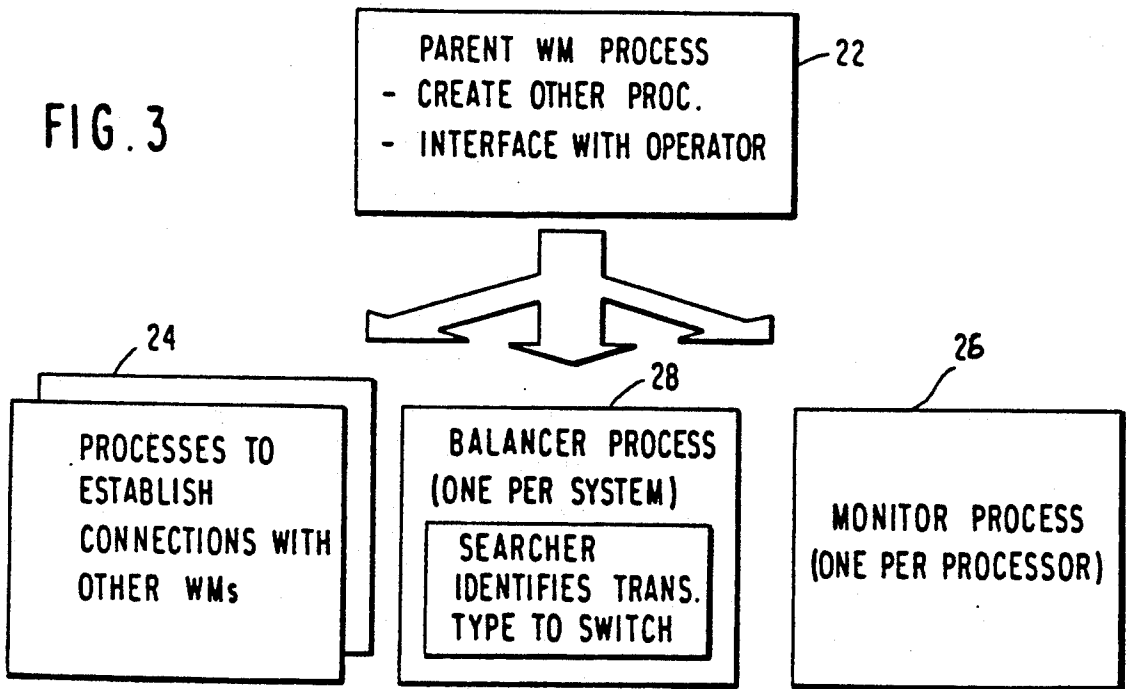 PARENT WM PROCESS
- CREATE OTHER PROC.
- INTERFACE WITH OPERATOR
22
FIG. 3
24
PROCESSES TO
ESTABLISH
CONNECTIONS WITH
OTHER WMs
28
BALANCER PROCESS
(ONE PER SYSTEM)
SEARCHER
IDENTIFIES TRANS.
TYPE TO SWITCH
26
MONITOR PROCESS
(ONE PER PROCESSOR)